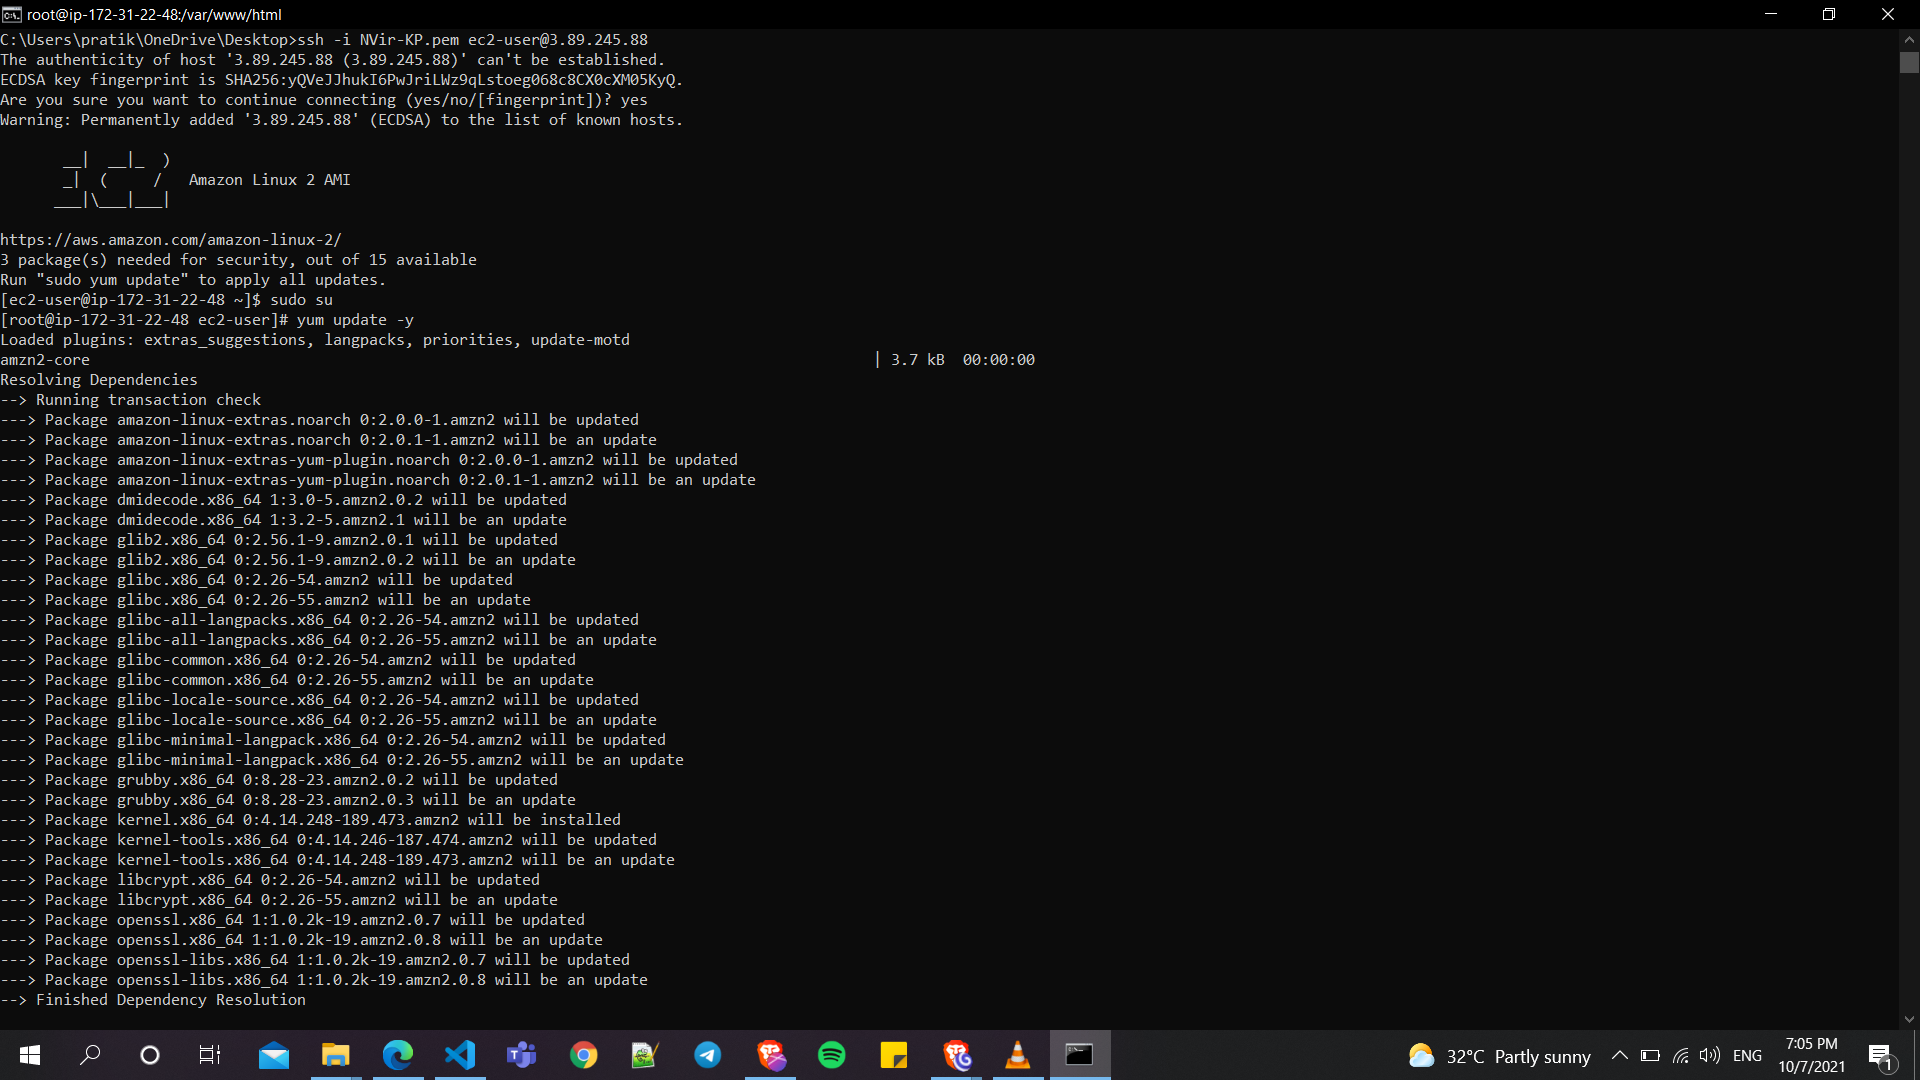 root@ip-172-31-22-48:/var/www/html
C:\Users\pratik\OneDrive\Desktop>ssh -i NVir-KP.pem ec2-user@3.89.245.88
The authenticity of host '3.89.245.88 (3.89.245.88)' can't be established.
ECDSA key fingerprint is SHA256:yQVeJJhukI6PwJriLWz9qLstoeg068c8CX0cXM05KyQ.
Are you sure you want to continue connecting (yes/no/[fingerprint])? yes
Warning: Permanently added '3.89.245.88' (ECDSA) to the list of known hosts.
       __|  __|_  )
       _|  (     /   Amazon Linux 2 AMI
      ___|\___|___|
https://aws.amazon.com/amazon-linux-2/
3 package(s) needed for security, out of 15 available
Run "sudo yum update" to apply all updates.
[ec2-user@ip-172-31-22-48 ~]$ sudo su
[root@ip-172-31-22-48 ec2-user]# yum update -y
Loaded plugins: extras_suggestions, langpacks, priorities, update-motd
amzn2-core | 3.7 kB  00:00:00
Resolving Dependencies
--> Running transaction check
---> Package amazon-linux-extras.noarch 0:2.0.0-1.amzn2 will be updated
---> Package amazon-linux-extras.noarch 0:2.0.1-1.amzn2 will be an update
---> Package amazon-linux-extras-yum-plugin.noarch 0:2.0.0-1.amzn2 will be updated
---> Package amazon-linux-extras-yum-plugin.noarch 0:2.0.1-1.amzn2 will be an update
---> Package dmidecode.x86_64 1:3.0-5.amzn2.0.2 will be updated
---> Package dmidecode.x86_64 1:3.2-5.amzn2.1 will be an update
---> Package glib2.x86_64 0:2.56.1-9.amzn2.0.1 will be updated
---> Package glib2.x86_64 0:2.56.1-9.amzn2.0.2 will be an update
---> Package glibc.x86_64 0:2.26-54.amzn2 will be updated
---> Package glibc.x86_64 0:2.26-55.amzn2 will be an update
---> Package glibc-all-langpacks.x86_64 0:2.26-54.amzn2 will be updated
---> Package glibc-all-langpacks.x86_64 0:2.26-55.amzn2 will be an update
---> Package glibc-common.x86_64 0:2.26-54.amzn2 will be updated
---> Package glibc-common.x86_64 0:2.26-55.amzn2 will be an update
---> Package glibc-locale-source.x86_64 0:2.26-54.amzn2 will be updated
---> Package glibc-locale-source.x86_64 0:2.26-55.amzn2 will be an update
---> Package glibc-minimal-langpack.x86_64 0:2.26-54.amzn2 will be updated
---> Package glibc-minimal-langpack.x86_64 0:2.26-55.amzn2 will be an update
---> Package grubby.x86_64 0:8.28-23.amzn2.0.2 will be updated
---> Package grubby.x86_64 0:8.28-23.amzn2.0.3 will be an update
---> Package kernel.x86_64 0:4.14.248-189.473.amzn2 will be installed
---> Package kernel-tools.x86_64 0:4.14.246-187.474.amzn2 will be updated
---> Package kernel-tools.x86_64 0:4.14.248-189.473.amzn2 will be an update
---> Package libcrypt.x86_64 0:2.26-54.amzn2 will be updated
---> Package libcrypt.x86_64 0:2.26-55.amzn2 will be an update
---> Package openssl.x86_64 1:1.0.2k-19.amzn2.0.7 will be updated
---> Package openssl.x86_64 1:1.0.2k-19.amzn2.0.8 will be an update
---> Package openssl-libs.x86_64 1:1.0.2k-19.amzn2.0.7 will be updated
---> Package openssl-libs.x86_64 1:1.0.2k-19.amzn2.0.8 will be an update
--> Finished Dependency Resolution
32°C  Partly sunny
ENG
7:05 PM
10/7/2021
1